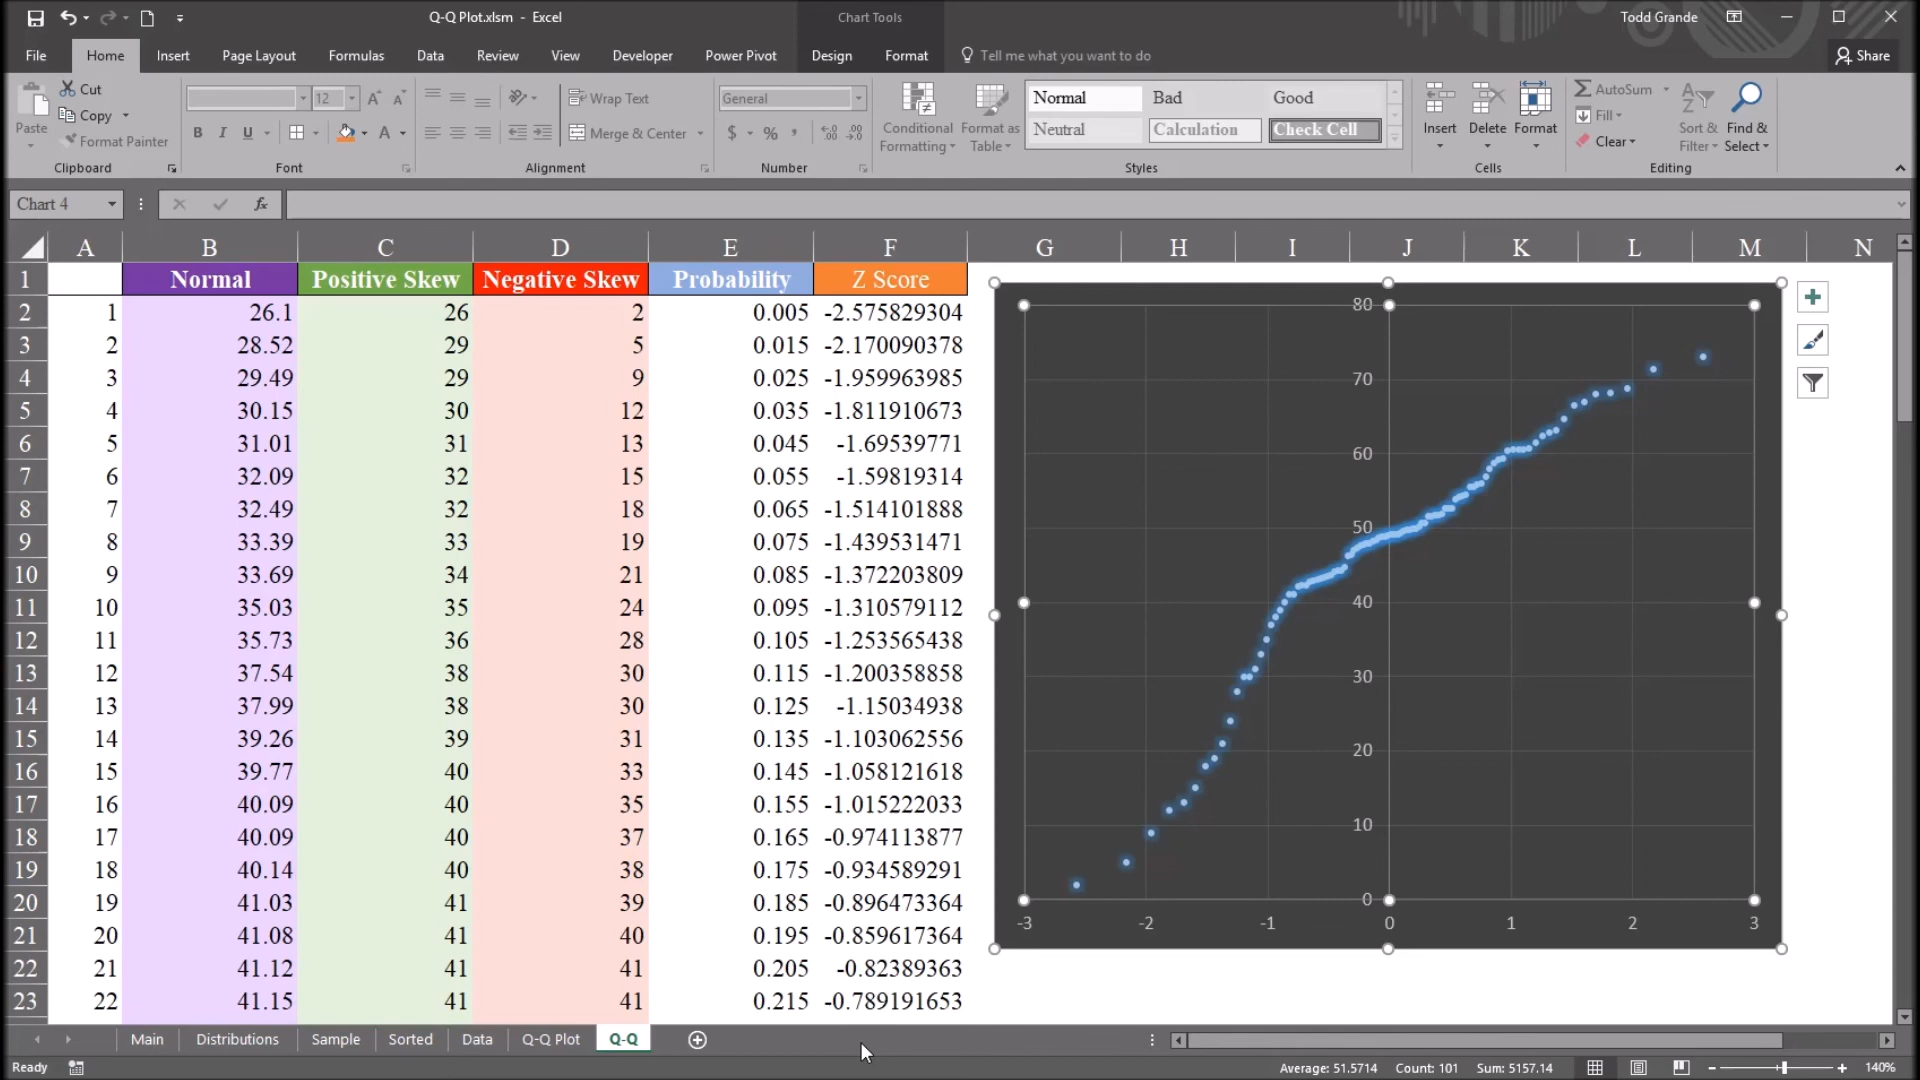 Q-Q Plot.xlsm - Excel
Chart Tools
Todd Grande
File Home Insert Page Layout Formulas Data Review View Developer Power Pivot Design Format Tell me what you want to do Share
Paste
Cut
Copy
Format Painter
Clipboard
12
B I U
Font
Wrap Text
Merge & Center
Alignment
General
$ % ,
Number
Conditional Formatting
Format as Table
Normal Bad Good
Neutral Calculation Check Cell
Styles
Insert Delete Format
Cells
AutoSum
Fill
Clear
Sort & Filter
Find & Select
Editing
Chart 4 fx
A B C D E F G H I J K L M N
1 Normal Positive Skew Negative Skew Probability Z Score
2 1 26.1 26 2 0.005 -2.575829304
3 2 28.52 29 5 0.015 -2.170090378
4 3 29.49 29 9 0.025 -1.959963985
5 4 30.15 30 12 0.035 -1.811910673
6 5 31.01 31 13 0.045 -1.69539771
7 6 32.09 32 15 0.055 -1.59819314
8 7 32.49 32 18 0.065 -1.514101888
9 8 33.39 33 19 0.075 -1.439531471
10 9 33.69 34 21 0.085 -1.372203809
11 10 35.03 35 24 0.095 -1.310579112
12 11 35.73 36 28 0.105 -1.253565438
13 12 37.54 38 30 0.115 -1.200358858
14 13 37.99 38 30 0.125 -1.15034938
15 14 39.26 39 31 0.135 -1.103062556
16 15 39.77 40 33 0.145 -1.058121618
17 16 40.09 40 35 0.155 -1.015222033
18 17 40.09 40 37 0.165 -0.974113877
19 18 40.14 40 38 0.175 -0.934589291
20 19 41.03 41 39 0.185 -0.896473364
21 20 41.08 41 40 0.195 -0.859617364
22 21 41.12 41 41 0.205 -0.82389363
23 22 41.15 41 41 0.215 -0.789191653
80
70
60
50
40
30
20
10
0
-3 -2 -1 0 1 2 3
Main Distributions Sample Sorted Data Q-Q Plot Q-Q
Ready Average: 51.5714 Count: 101 Sum: 5157.14 140%